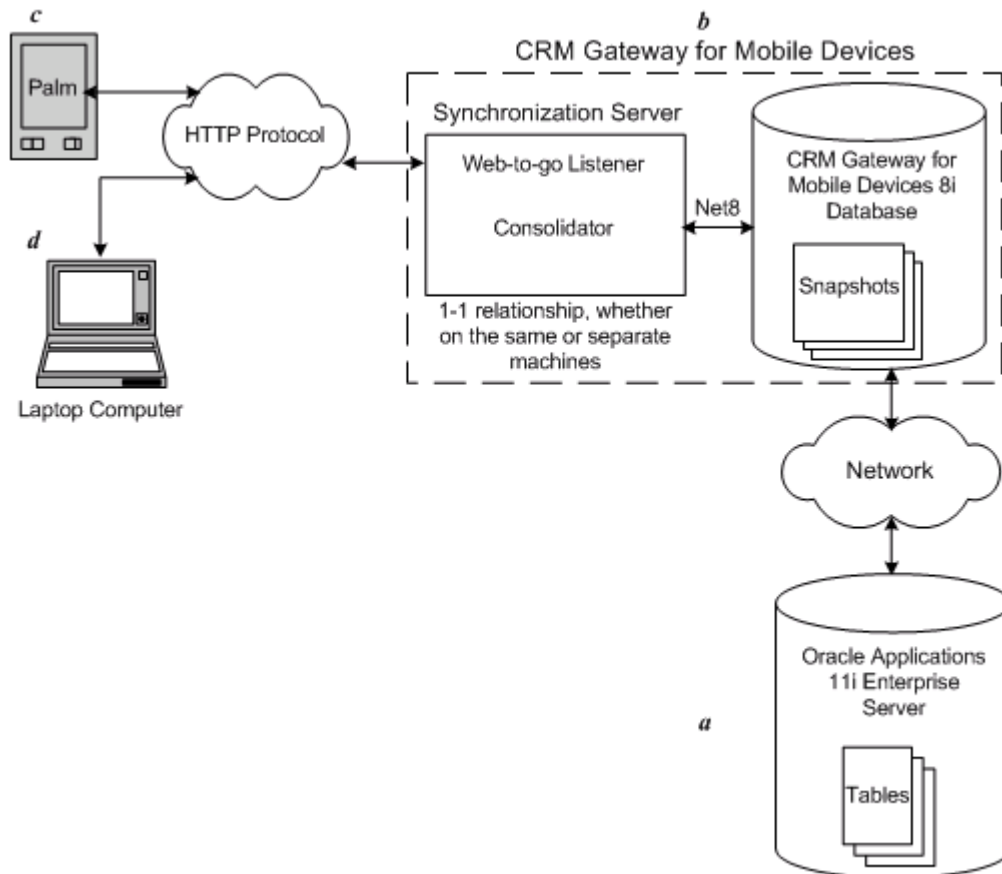 c
Palm
HTTP Protocol
d
Laptop Computer
b
CRM Gateway for Mobile Devices
Synchronization Server
Web-to-go Listener
Consolidator
1-1 relationship, whether
on the same or separate
machines
Net8
CRM Gateway for
Mobile Devices 8i
Database
Snapshots
Network
a
Oracle Applications
11i Enterprise
Server
Tables